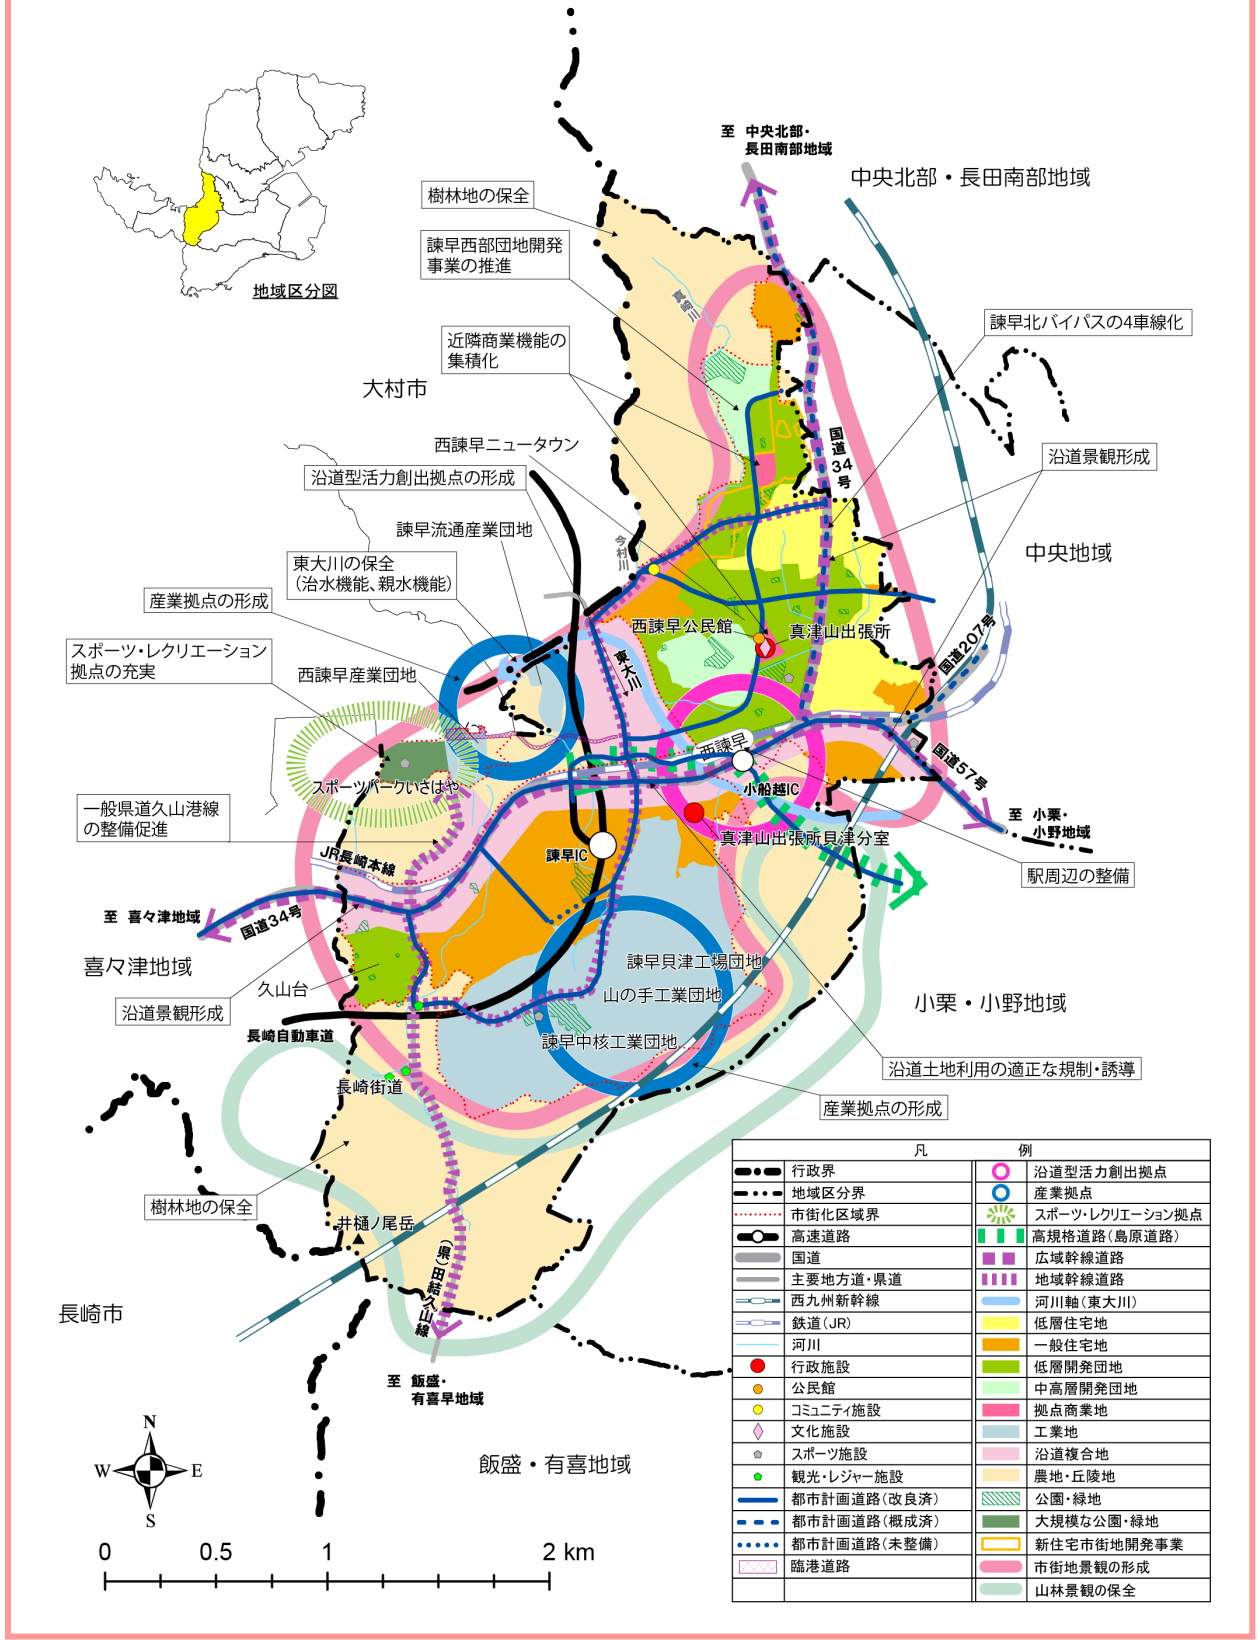 至 中央北部・
長田南部地域
中央北部・長田南部地域
樹林地の保全
諫早西部団地開発
事業の推進
地域区分図
真崎川
諫早北バイパスの4車線化
近隣商業機能の
集積化
大村市
国道34号
西諫早ニュータウン
沿道景観形成
沿道型活力創出拠点の形成
諫早流通産業団地
今村川
中央地域
東大川の保全
(治水機能、親水機能)
産業拠点の形成
西諫早公民館
真津山出張所
国道207号
スポーツ・レクリエーション
拠点の充実
東大川
西諫早産業団地
西諫早
国道57号
スポーツパークいさはや
小船越IC
一般県道久山港線
の整備促進
至 小栗・
小野地域
真津山出張所貝津分室
JR長崎本線
諫早IC
駅周辺の整備
至 喜々津地域
国道34号
喜々津地域
諫早貝津工場団地
久山台
山の手工業団地
小栗・小野地域
沿道景観形成
長崎自動車道
諫早中核工業団地
沿道土地利用の適正な規制・誘導
長崎街道
産業拠点の形成
樹林地の保全
井樋ノ尾岳
(県)田結久山線
長崎市
至 飯盛・
有喜早地域
飯盛・有喜地域
N
W
E
S
0
0.5
1
2 km
凡 例
行政界
沿道型活力創出拠点
地域区分界
産業拠点
市街化区域界
スポーツ・レクリエーション拠点
高速道路
高規格道路(島原道路)
国道
広域幹線道路
主要地方道・県道
地域幹線道路
西九州新幹線
河川軸(東大川)
鉄道(JR)
低層住宅地
河川
一般住宅地
行政施設
低層開発団地
公民館
中高層開発団地
コミュニティ施設
拠点商業地
文化施設
工業地
スポーツ施設
沿道複合地
観光・レジャー施設
農地・丘陵地
都市計画道路(改良済)
公園・緑地
都市計画道路(概成済)
大規模な公園・緑地
都市計画道路(未整備)
新住宅市街地開発事業
臨港道路
市街地景観の形成
山林景観の保全